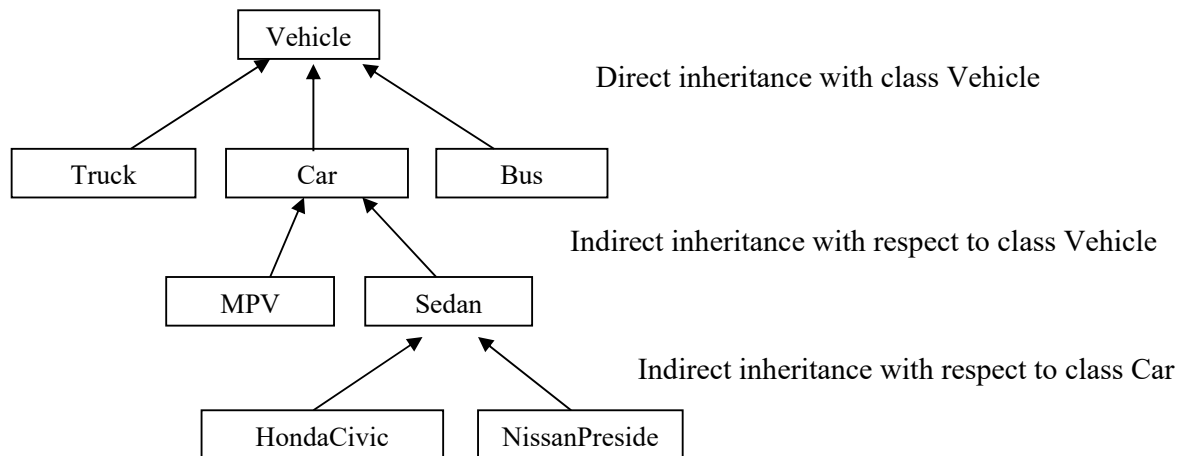 Vehicle
Direct inheritance with class Vehicle
Truck
Car
Bus
Indirect inheritance with respect to class Vehicle
MPV
Sedan
Indirect inheritance with respect to class Car
HondaCivic
NissanPreside